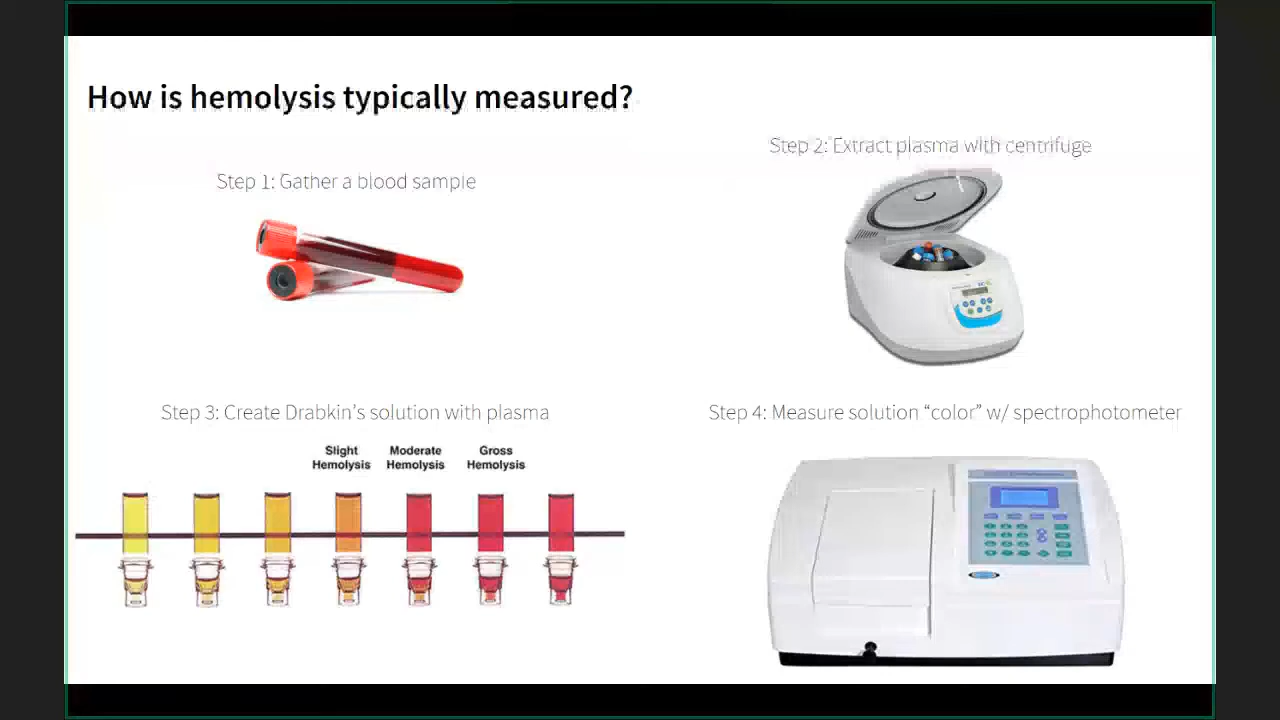 How is hemolysis typically measured?
Step 2: Extract plasma with centrifuge
Step 1: Gather a blood sample
Step 3: Create Drabkin’s solution with plasma
Step 4: Measure solution “color” w/ spectrophotometer
Slight
Hemolysis
Moderate
Hemolysis
Gross
Hemolysis